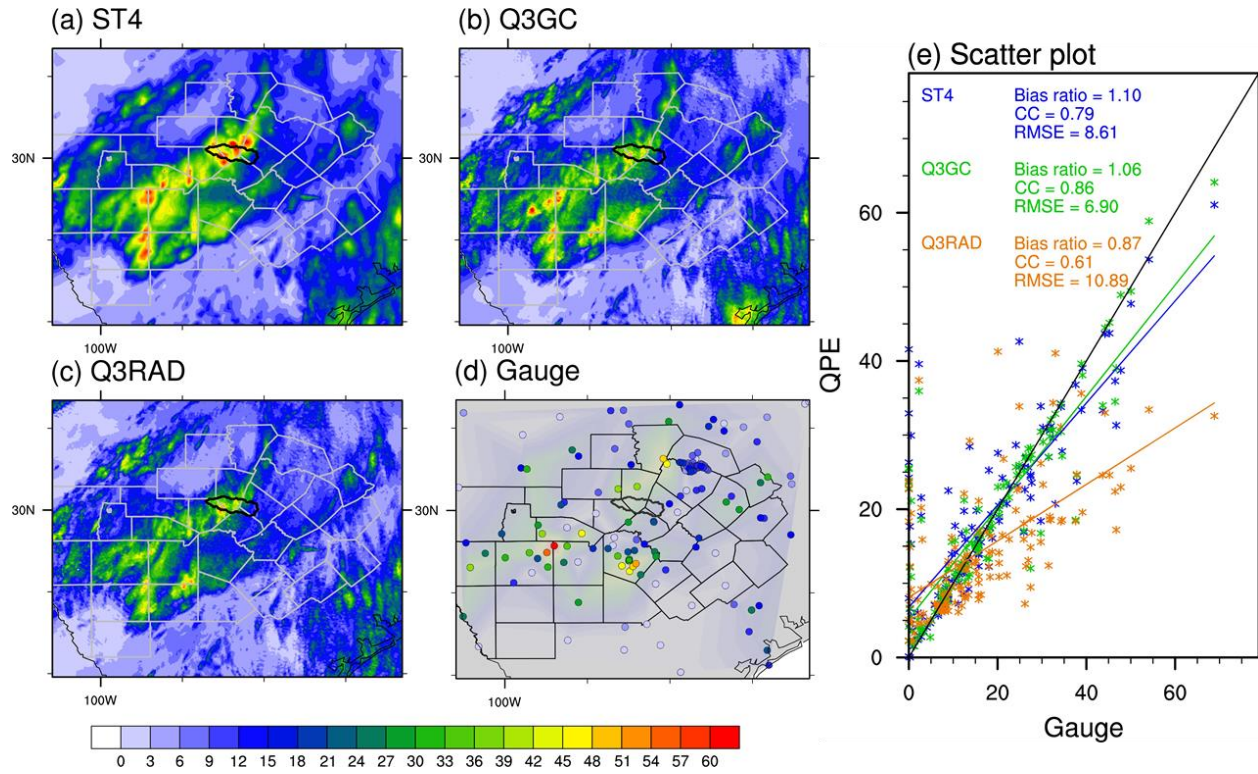 (a) ST4
(b) Q3GC
30N
30N
100W
100W
(c) Q3RAD
(d) Gauge
30N
30N
100W
100W
0 3 6 9 12 15 18 21 24 27 30 33 36 39 42 45 48 51 54 57 60
(e) Scatter plot
ST4 Bias ratio = 1.10
CC = 0.79
RMSE = 8.61
Q3GC Bias ratio = 1.06
CC = 0.86
RMSE = 6.90
Q3RAD Bias ratio = 0.87
CC = 0.61
RMSE = 10.89
60
QPE
40
20
0
0 20 40 60
Gauge